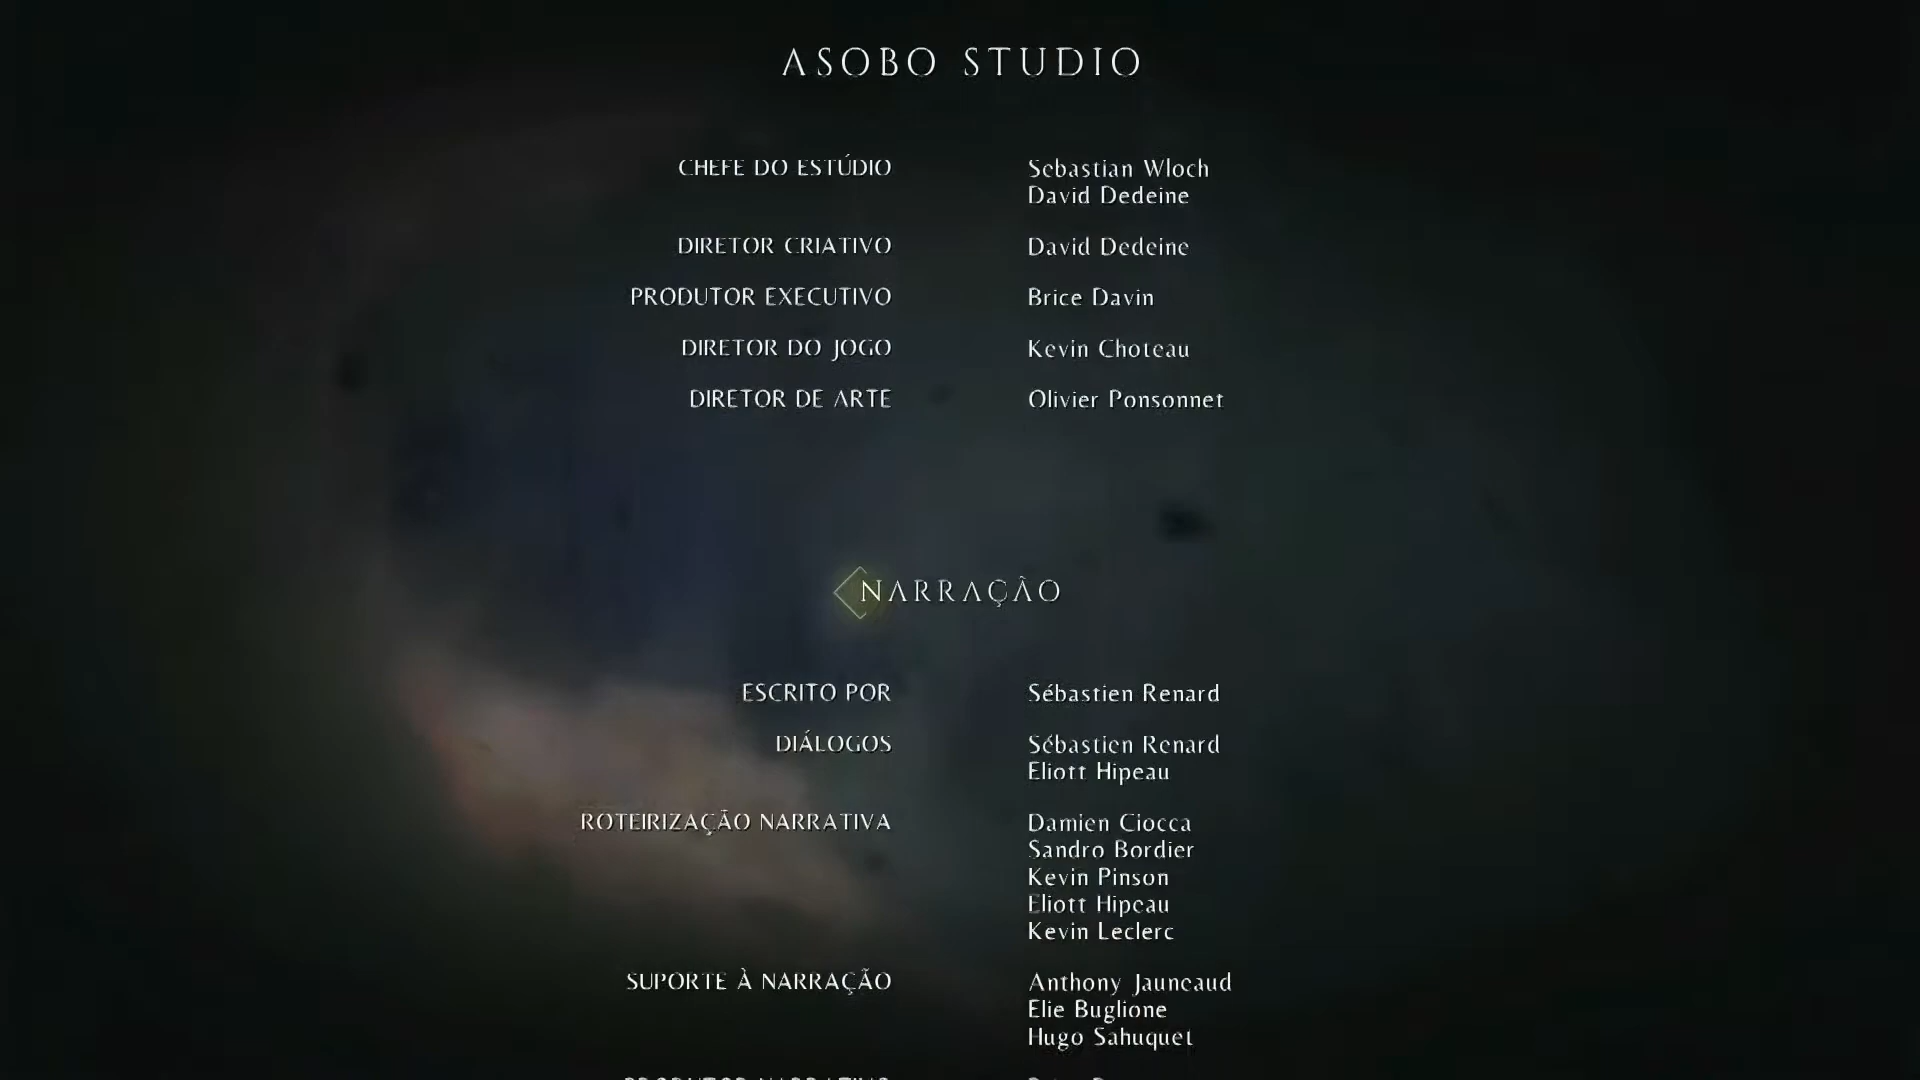 ASOBO STUDIO
CHEFE DO ESTÚDIO Sebastian Wloch
David Dedeine
DIRETOR CRIATIVO David Dedeine
PRODUTOR EXECUTIVO Brice Davin
DIRETOR DO JOGO Kevin Choteau
DIRETOR DE ARTE Olivier Ponsonnet
NARRAÇÃO
ESCRITO POR Sébastien Renard
DIÁLOGOS Sébastien Renard
Eliott Hipeau
ROTEIRIZAÇÃO NARRATIVA Damien Ciocca
Sandro Bordier
Kevin Pinson
Eliott Hipeau
Kevin Leclerc
SUPORTE À NARRAÇÃO Anthony Jauneaud
Elie Buglione
Hugo Sahuquet